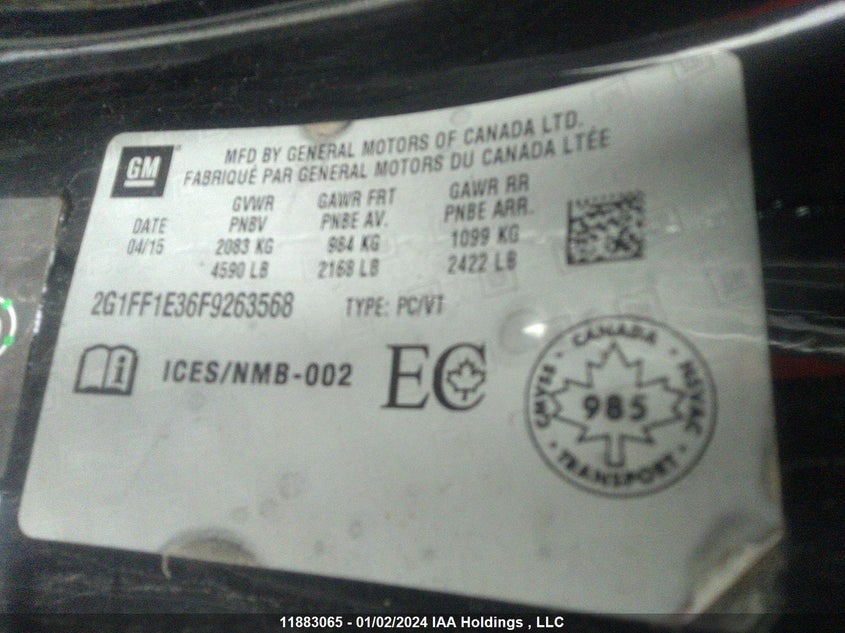 GM
MFD BY GENERAL MOTORS OF CANADA LTD.
FABRIQUÉ PAR GENERAL MOTORS DU CANADA LTÉE
DATE
04/15
GVWR
PNBV
2083 KG
4590 LB
GAWR FRT
PNBE AV.
984 KG
2168 LB
GAWR RR
PNBE ARR.
1099 KG
2422 LB
2G1FF1E36F9263568 TYPE: PC/VT
i ICES/NMB-002 EC
CANADA
CMVSS 985 NSVAC
TRANSPORT
11883065 - 01/02/2024 IAA Holdings , LLC